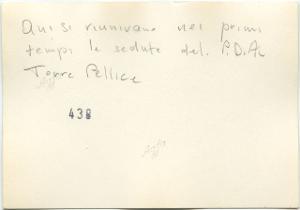 Qui si riunivano nei primi
tempi le sedute del P.D.A.
Torre Pellice
438